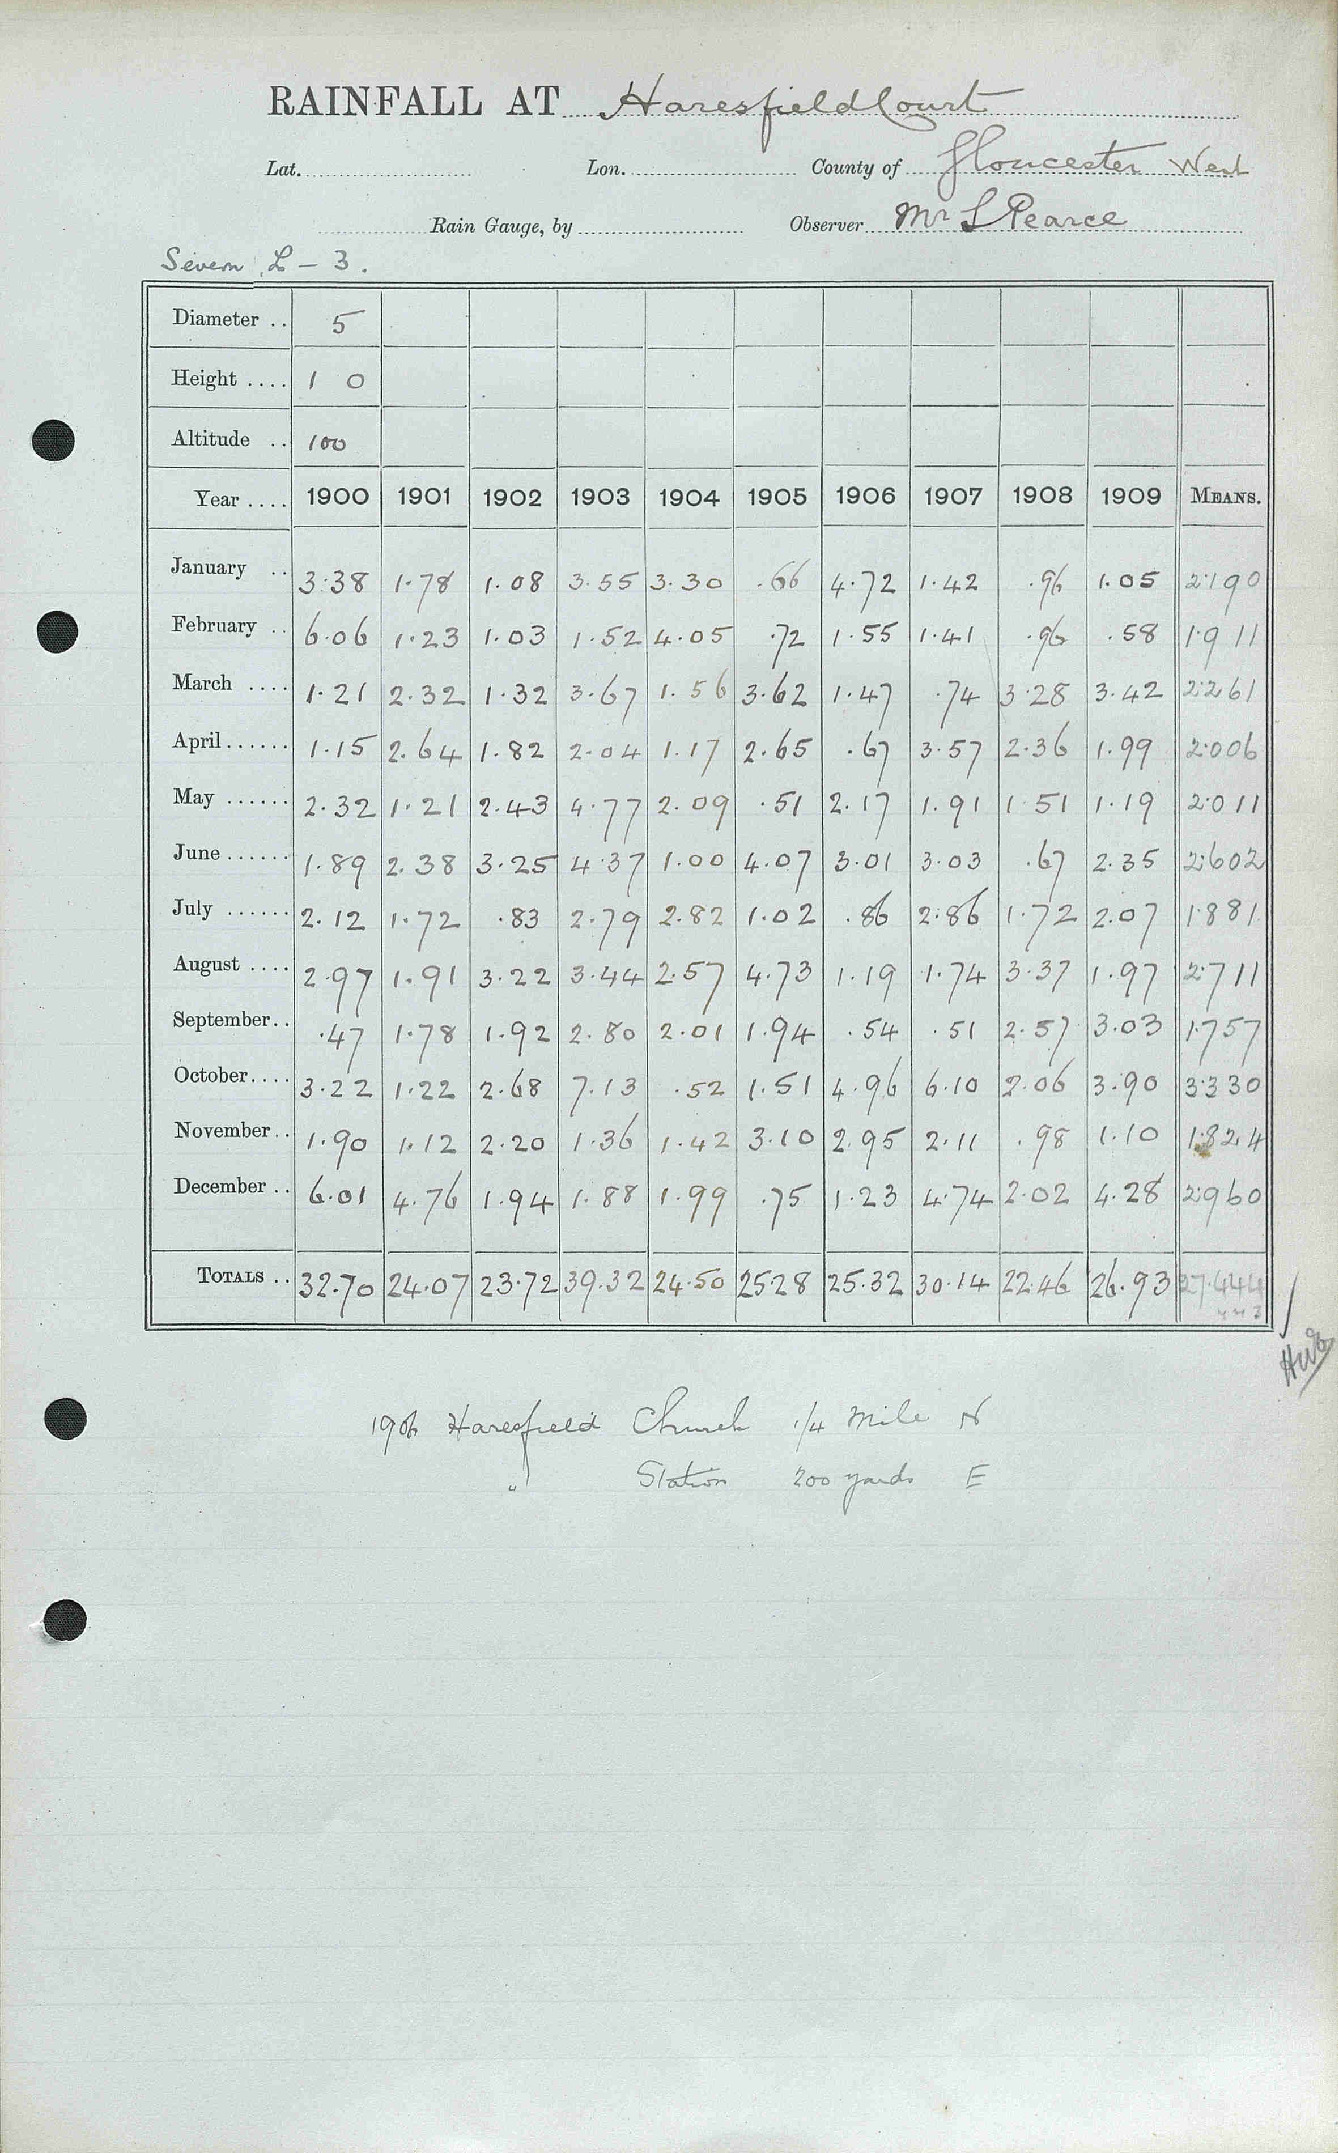 RAINFALL AT Haresfield Court
Lat. Lon. County of Gloucester West
Rain Gauge, by Observer Mr L Pearce
Severn L - 3.
Diameter .. 5
Height .... 1 0
Altitude .. 100
Year .... 1900 1901 1902 1903 1904 1905 1906 1907 1908 1909 MEANS.
January .. 3.38 1.78 1.08 3.55 3.30 .66 4.72 1.42 .96 1.05 2.190
February .. 6.06 1.23 1.03 1.52 4.05 .72 1.55 1.41 .96 .58 1.911
March .... 1.21 2.32 1.32 3.67 1.56 3.62 1.47 .74 3.28 3.42 2.261
April...... 1.15 2.64 1.82 2.04 1.17 2.65 .67 3.57 2.36 1.99 2.006
May ...... 2.32 1.21 2.43 4.77 2.09 .51 2.17 1.91 1.51 1.19 2.011
June ...... 1.89 2.38 3.25 4.37 1.00 4.07 3.01 3.03 .67 2.35 2.602
July ...... 2.12 1.72 .83 2.79 2.82 1.02 .86 2.86 1.72 2.07 1.881
August .... 2.97 1.91 3.22 3.44 2.57 4.73 1.19 1.74 3.37 1.97 2.711
September.. .47 1.78 1.92 2.80 2.01 1.94 .54 .51 2.57 3.03 1.757
October.... 3.22 1.22 2.68 7.13 .52 1.51 4.96 6.10 2.06 3.90 3.330
November.. 1.90 1.12 2.20 1.36 1.42 3.10 2.95 2.11 .98 1.10 1.824
December .. 6.01 4.76 1.94 1.88 1.99 .75 1.23 4.74 2.02 4.28 2.960
TOTALS .. 32.70 24.07 23.72 39.32 24.50 2528 25.32 30.14 22.46 26.93 27.444
443
1906 Haresfield Church 1/4 Mile N
" Station 200 yards E